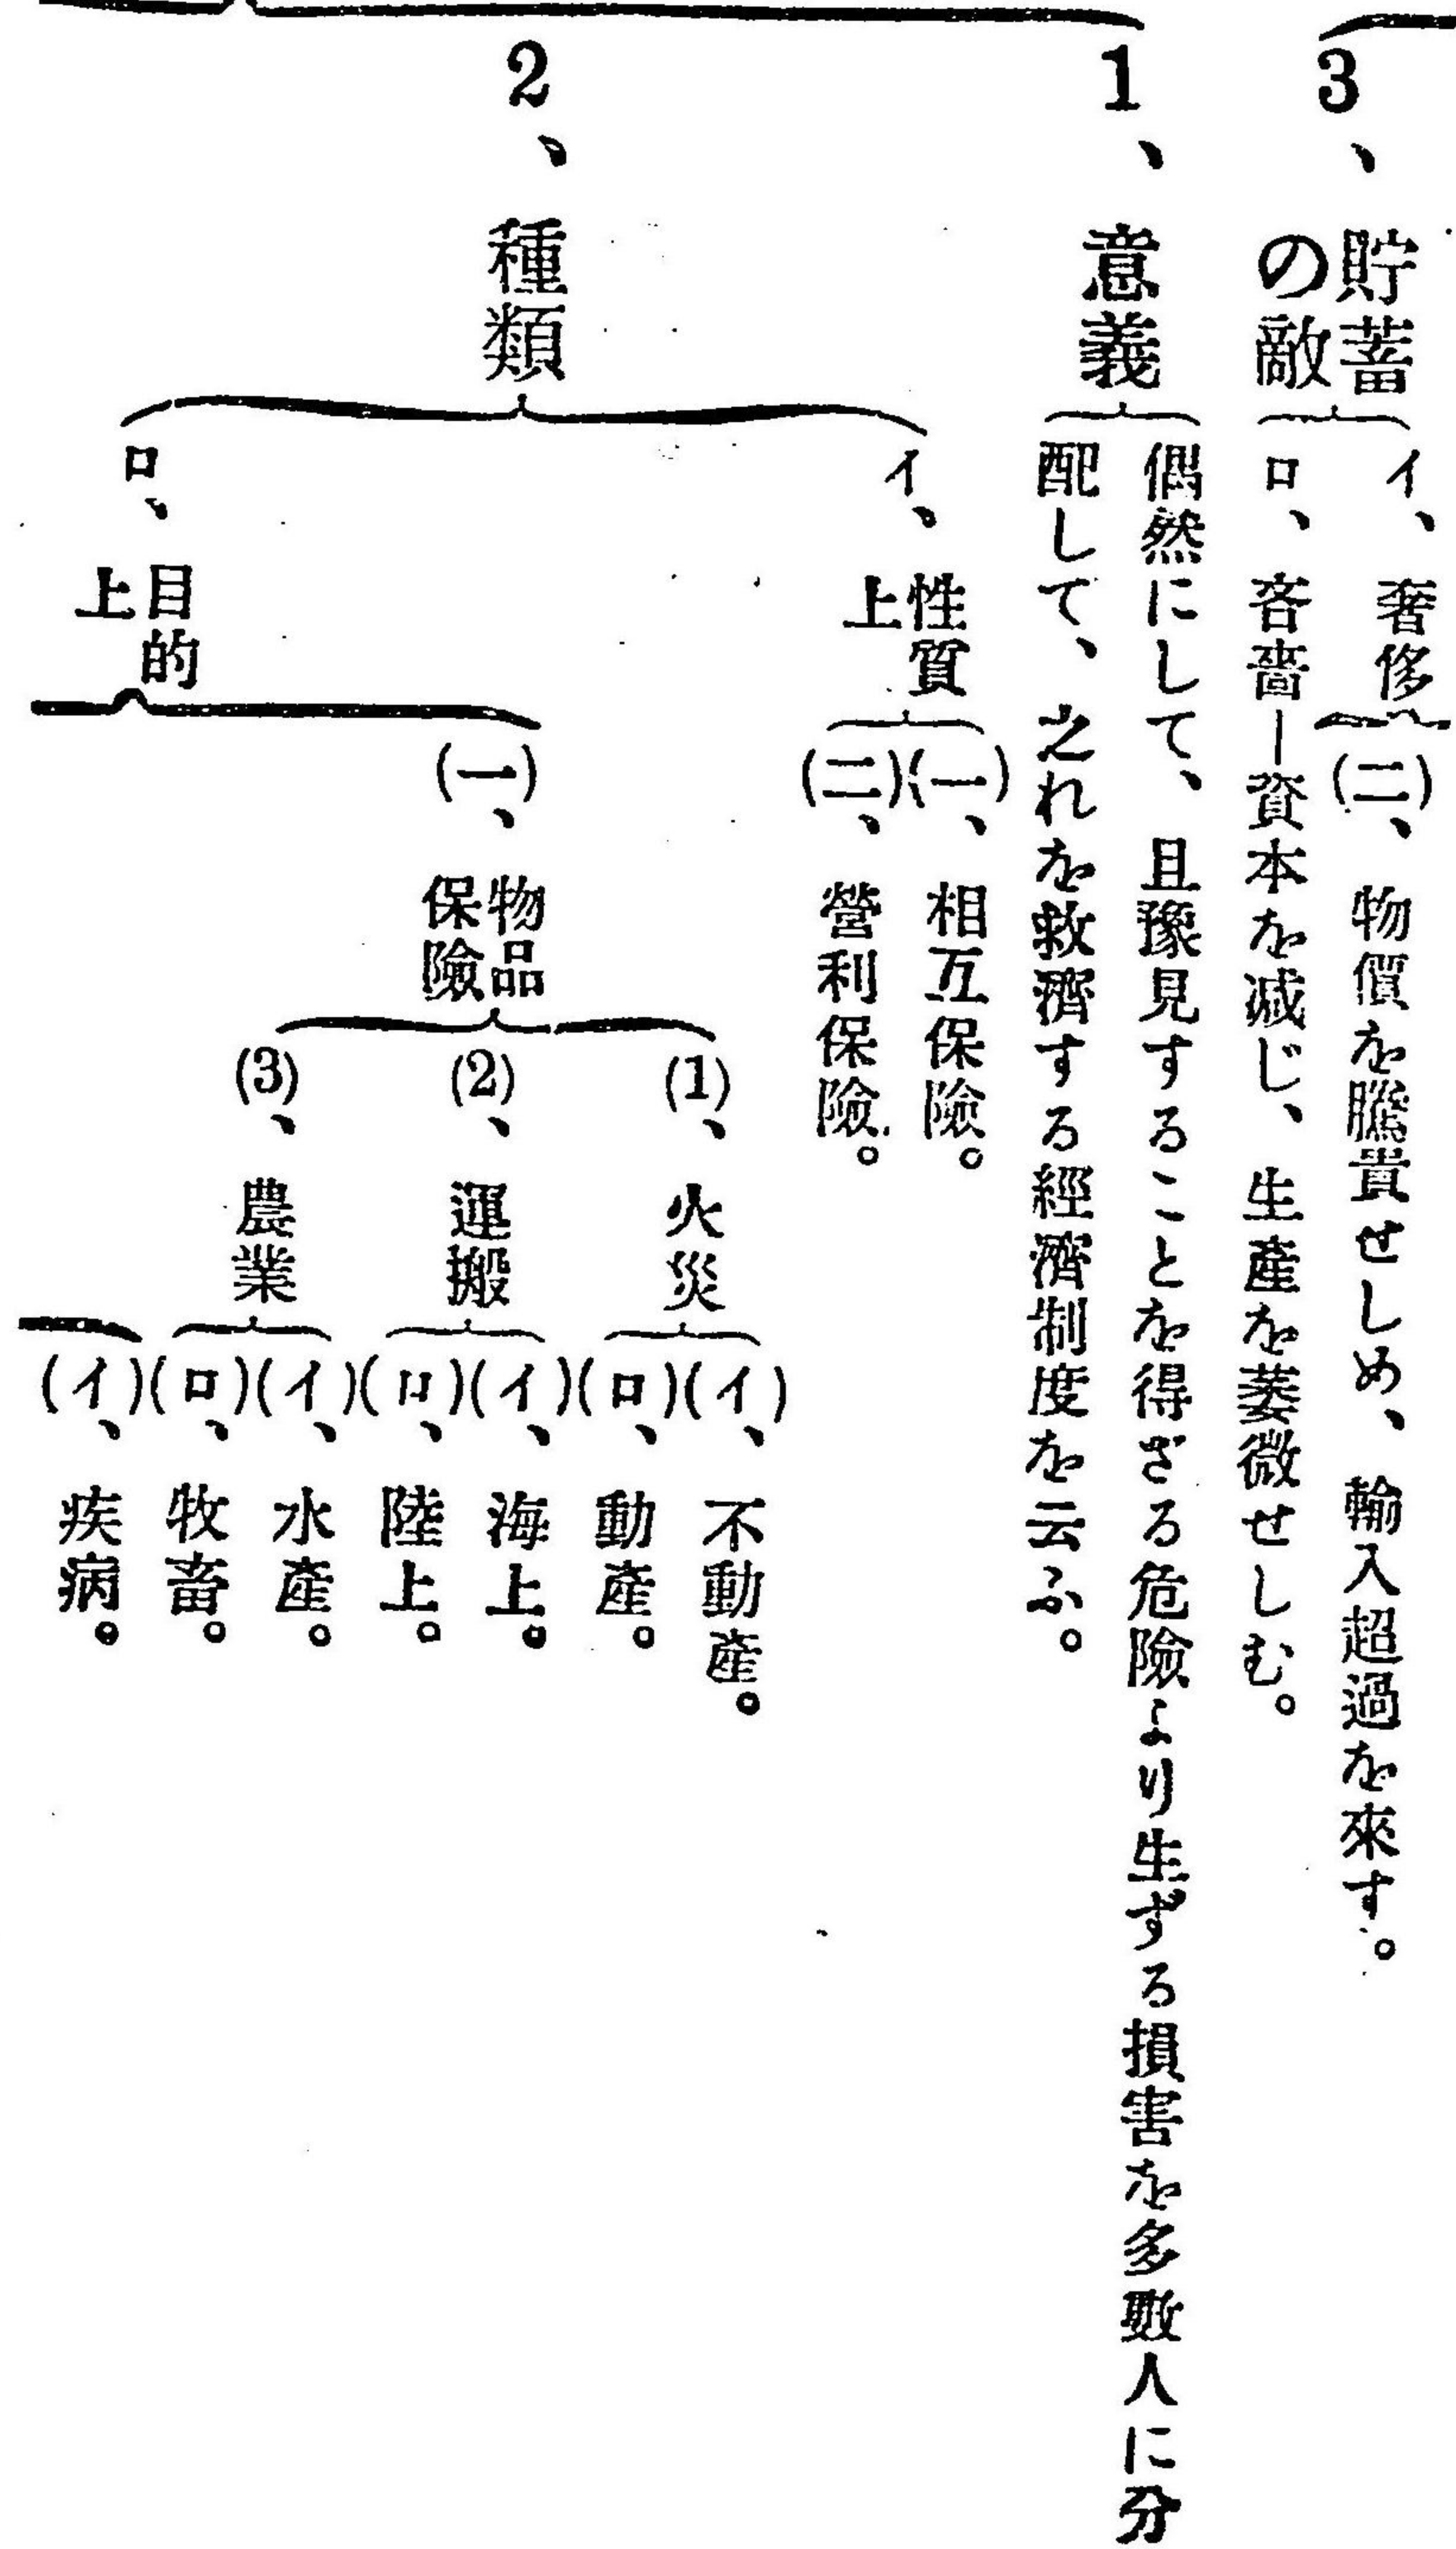 3、貯蓄の敵
イ、奢侈
(二)、物價を騰貴せしめ、輸入超過を來す。
ロ、吝嗇ー資本を減じ、生產を萎微せしむ。
1、意義
偶然にして、且豫見することを得ざる危險より生ずる損害を多數人に分
配して、之れを救濟する經濟制度を云ふ。
2、種類
イ、性質上
(一)、相互保險。
(二)、營利保險。
ロ、目的上
(一)、物品保險
(1)、火災
(イ)、不動產。
(ロ)、動產。
(2)、運搬
(イ)、海上。
(ロ)、陸上。
(3)、農業
(イ)、水產。
(ロ)、牧畜。
(イ)、疾病。